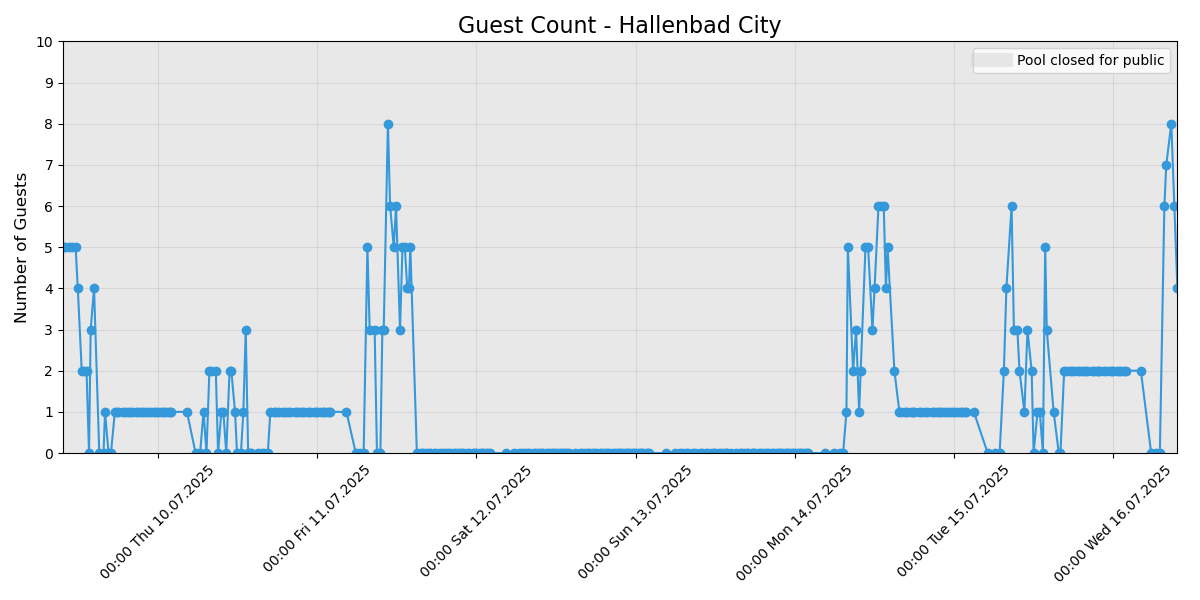 Guest Count - Hallenbad City
Pool closed for public
Number of Guests
10
9
8
7
6
5
4
3
2
1
0
00:00 Thu 10.07.2025
00:00 Fri 11.07.2025
00:00 Sat 12.07.2025
00:00 Sun 13.07.2025
00:00 Mon 14.07.2025
00:00 Tue 15.07.2025
00:00 Wed 16.07.2025